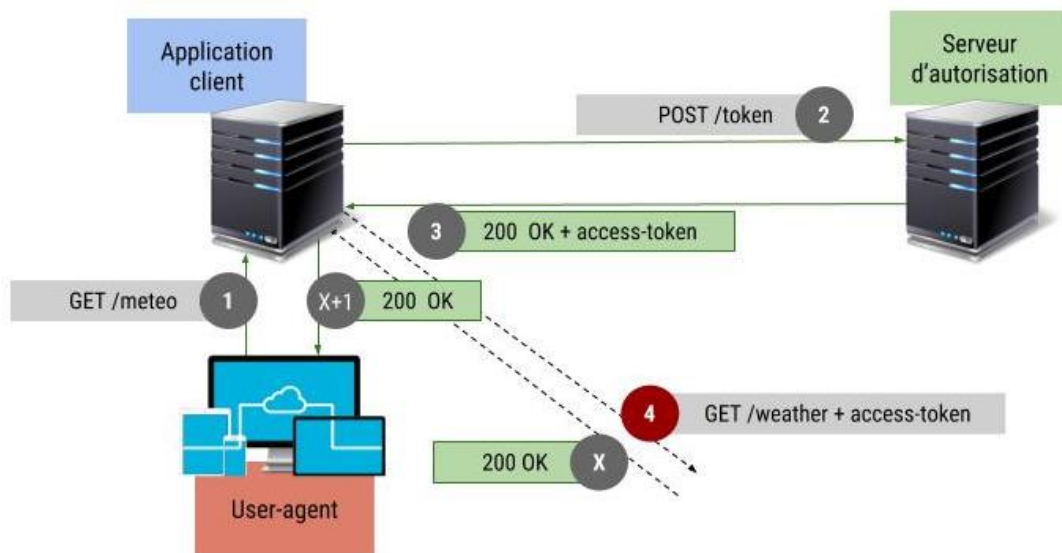 Application
client
Serveur
d'autorisation
POST /token
2
3
200 OK + access-token
GET /meteo
1
X+1
200 OK
4
GET /weather + access-token
200 OK
X
User-agent